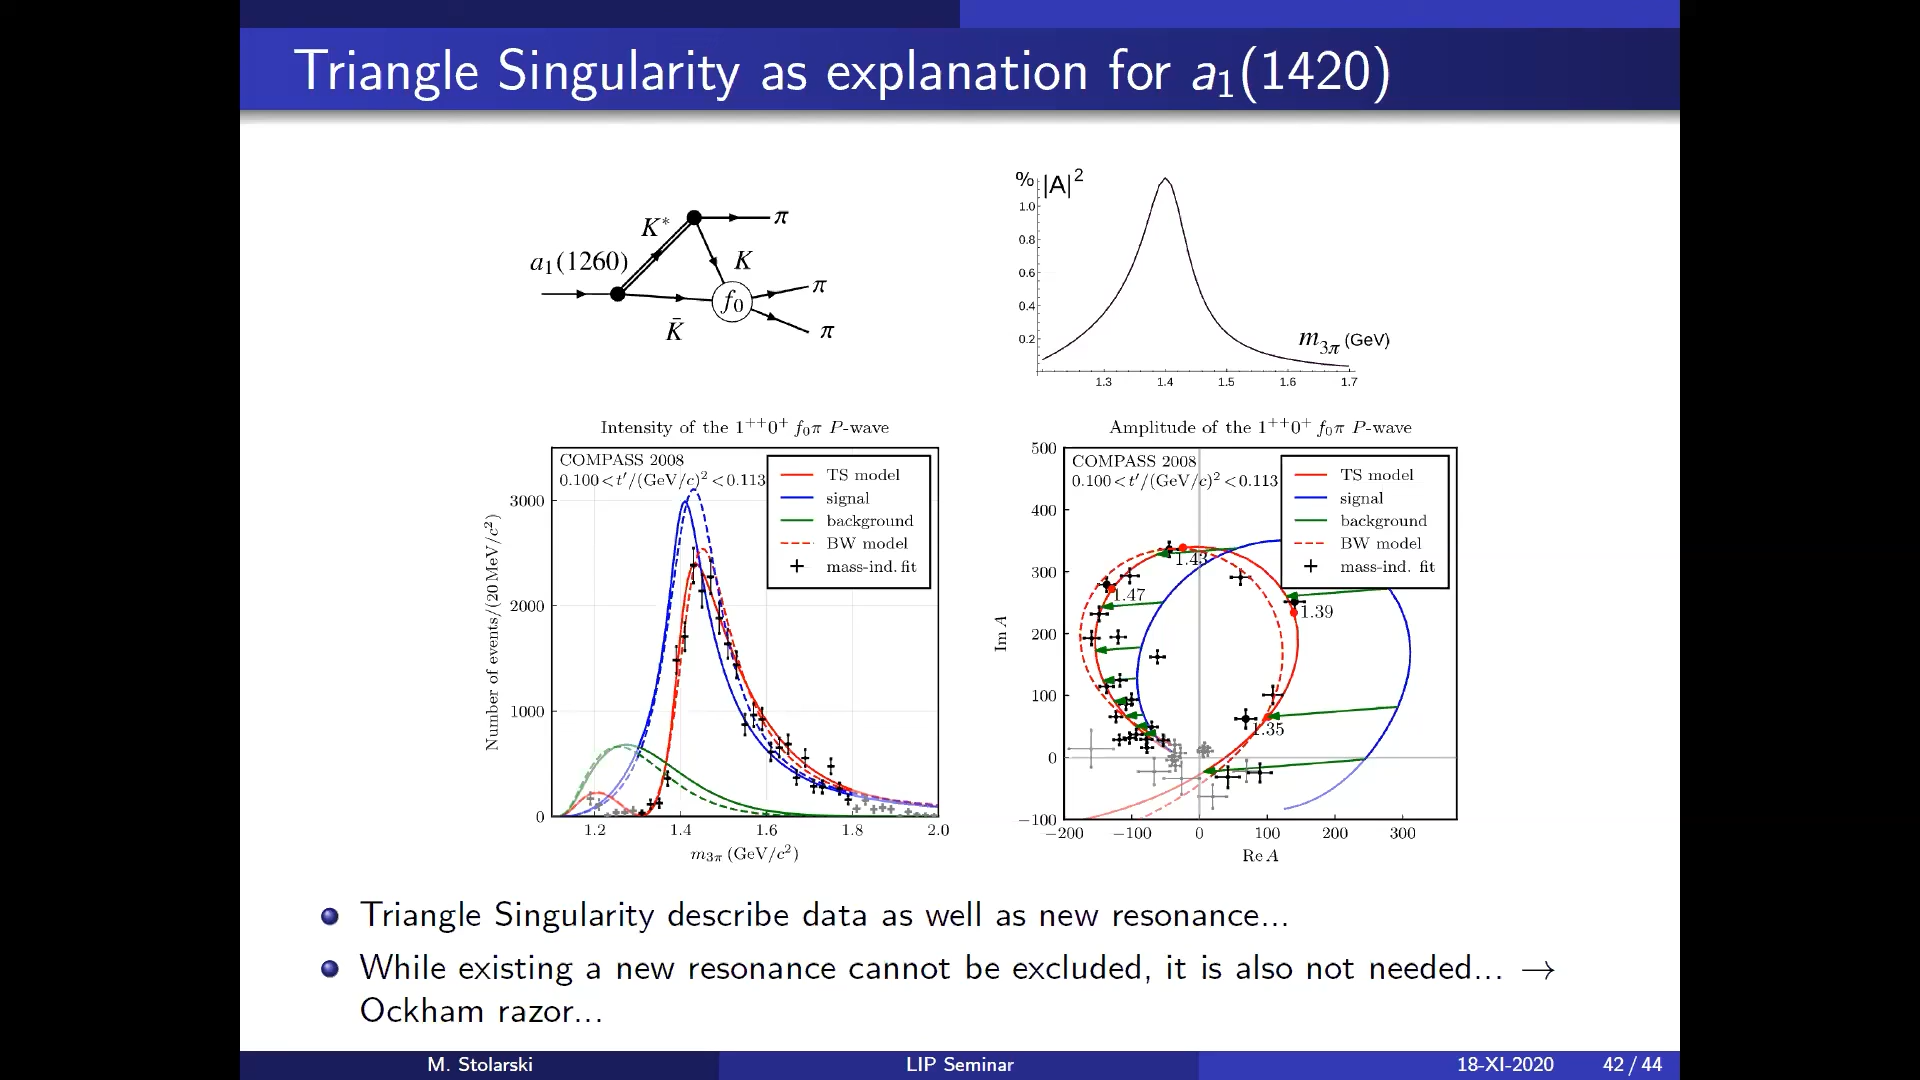 Triangle Singularity as explanation for a₁(1420)
K*
π
a₁(1260)
K
π
f₀
K̄
π
% |A|²
1.0
0.8
0.6
0.4
0.2
m₃π (GeV)
1.3 1.4 1.5 1.6 1.7
Intensity of the 1⁺⁺0⁺ f₀π P-wave
COMPASS 2008
0.100<t′/(GeV/c)²<0.113
TS model
signal
background
BW model
mass-ind. fit
Number of events/(20 MeV/c²)
3000
2000
1000
0
1.2 1.4 1.6 1.8 2.0
m₃π (GeV/c²)
Amplitude of the 1⁺⁺0⁺ f₀π P-wave
COMPASS 2008
0.100<t′/(GeV/c)²<0.113
TS model
signal
background
BW model
mass-ind. fit
Im A
500
400
300
200
100
0
−100
1.43
1.47
1.39
1.35
−200 −100 0 100 200 300
Re A
Triangle Singularity describe data as well as new resonance...
While existing a new resonance cannot be excluded, it is also not needed... →
Ockham razor...
M. Stolarski LIP Seminar 18-XI-2020 42 / 44